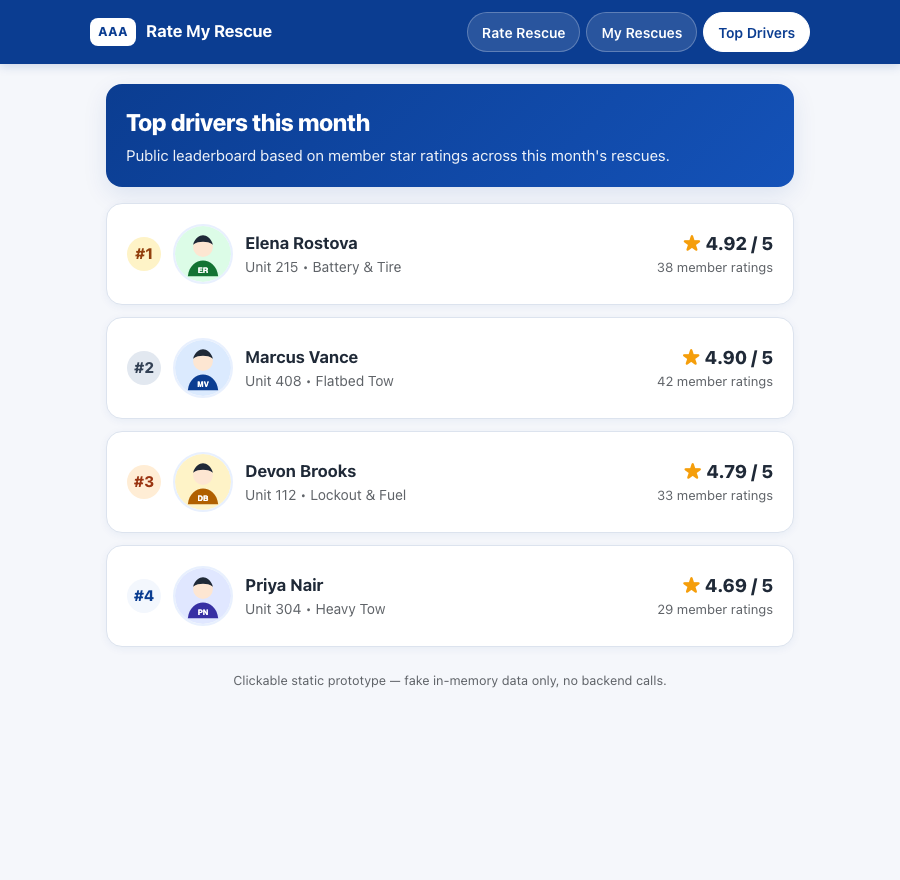 AAA Rate My Rescue Rate Rescue My Rescues Top Drivers
Top drivers this month
Public leaderboard based on member star ratings across this month's rescues.
#1 ER Elena Rostova 4.92 / 5
Unit 215 • Battery & Tire 38 member ratings
#2 MV Marcus Vance 4.90 / 5
Unit 408 • Flatbed Tow 42 member ratings
#3 DB Devon Brooks 4.79 / 5
Unit 112 • Lockout & Fuel 33 member ratings
#4 PN Priya Nair 4.69 / 5
Unit 304 • Heavy Tow 29 member ratings
Clickable static prototype — fake in-memory data only, no backend calls.